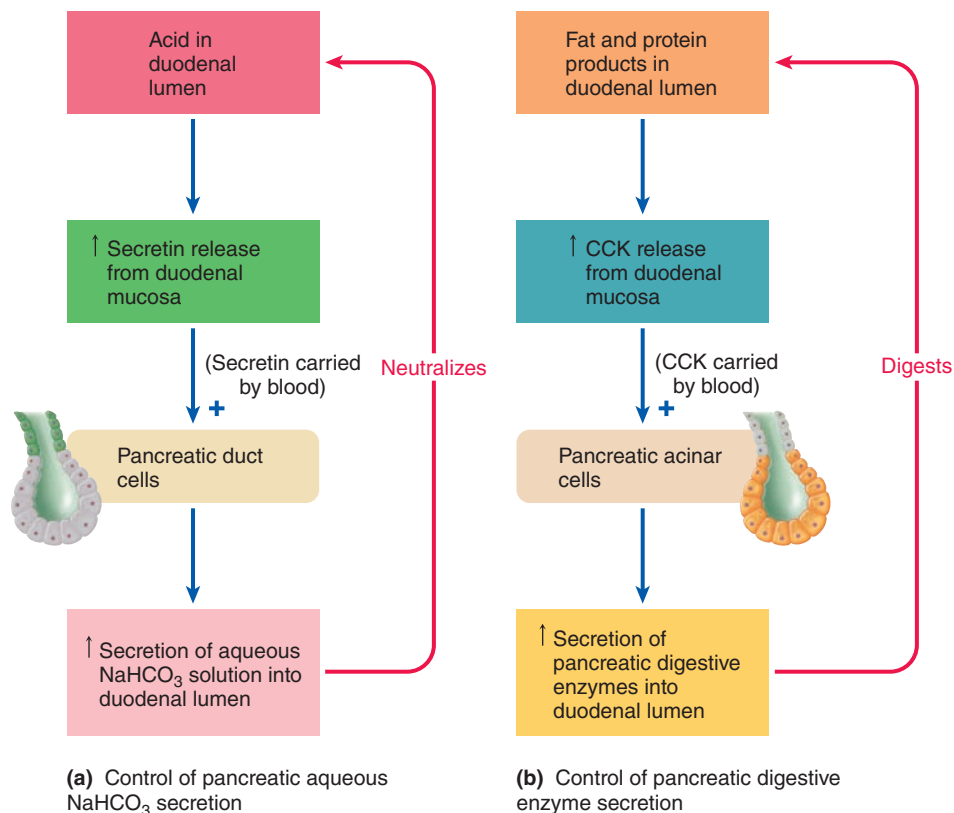 Acid in
duodenal
lumen
↑ Secretin release
from duodenal
mucosa
(Secretin carried
by blood)
+
Neutralizes
Pancreatic duct
cells
↑ Secretion of aqueous
NaHCO₃ solution into
duodenal lumen
(a) Control of pancreatic aqueous
NaHCO₃ secretion
Fat and protein
products in
duodenal lumen
↑ CCK release
from duodenal
mucosa
(CCK carried
by blood)
+
Digests
Pancreatic acinar
cells
↑ Secretion of
pancreatic digestive
enzymes into
duodenal lumen
(b) Control of pancreatic digestive
enzyme secretion